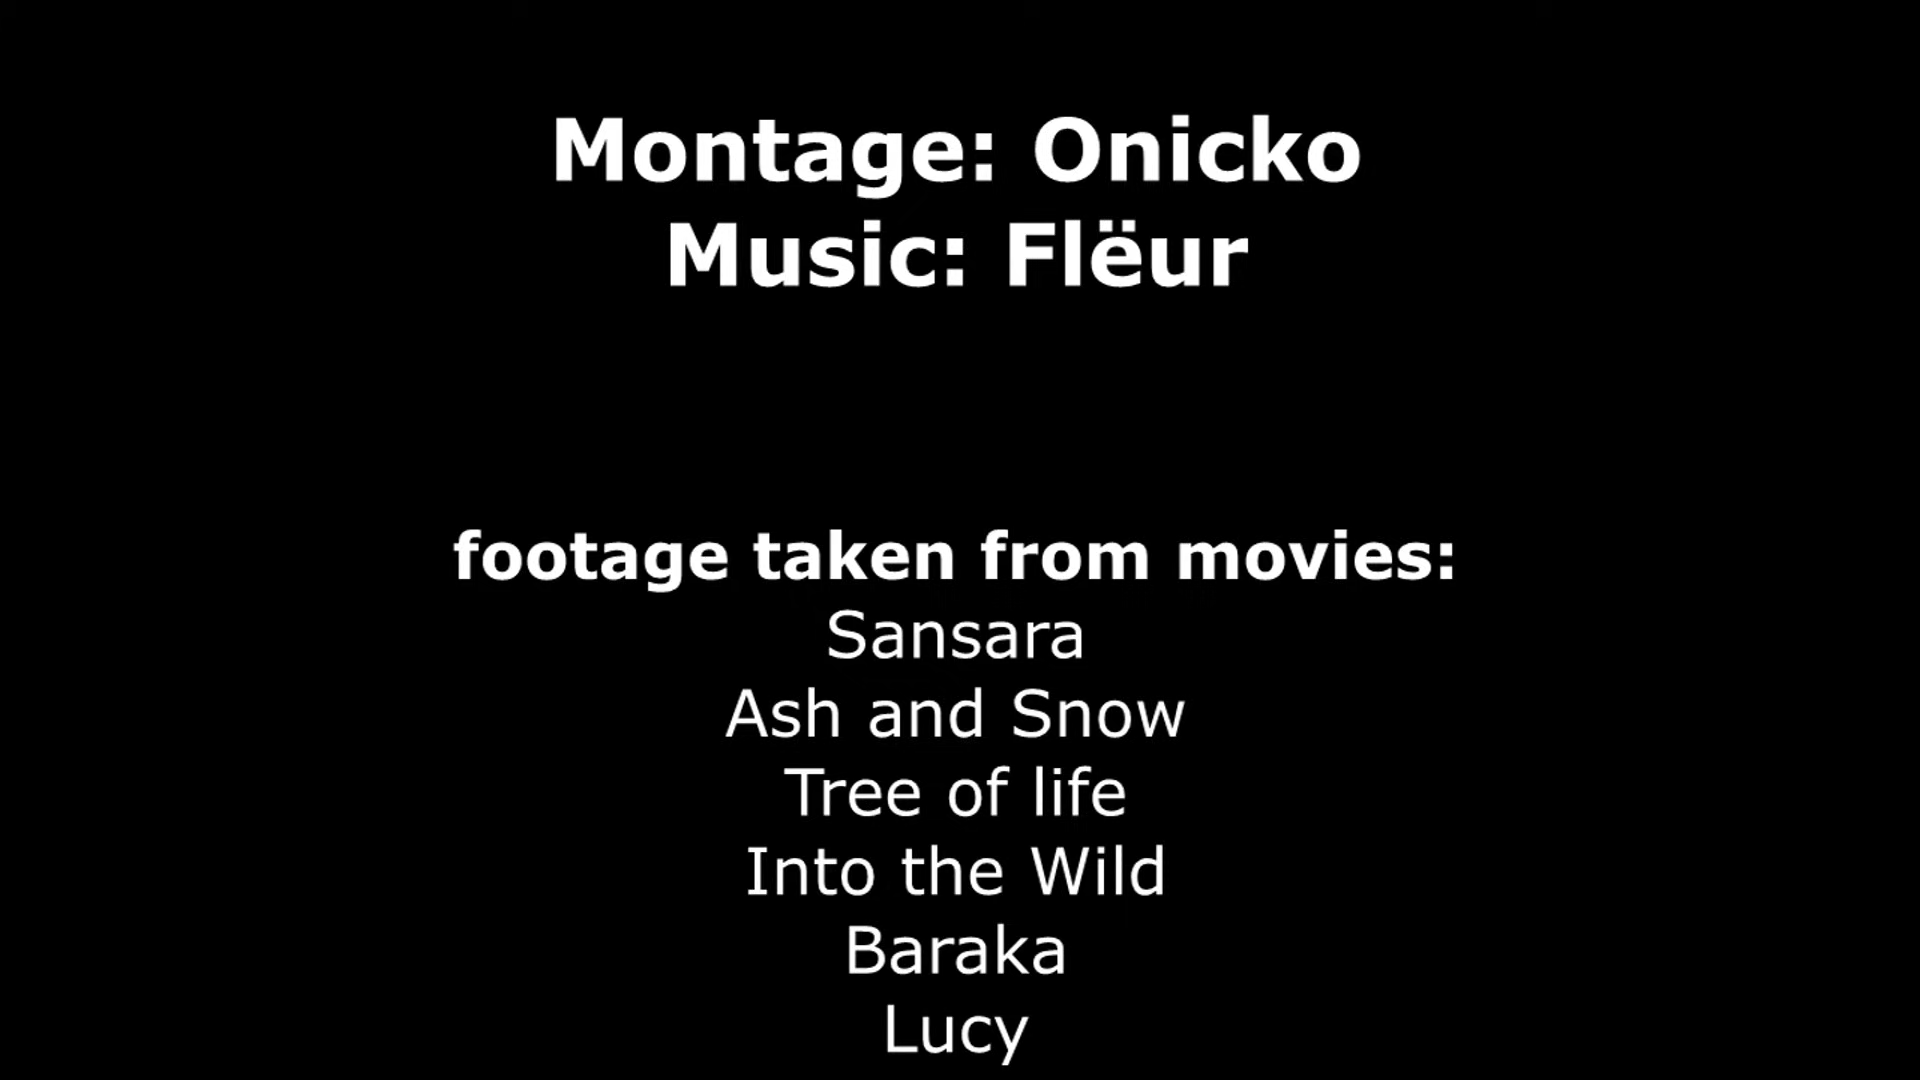 Montage: Onicko
Music: Flëur
footage taken from movies:
Sansara
Ash and Snow
Tree of life
Into the Wild
Baraka
Lucy